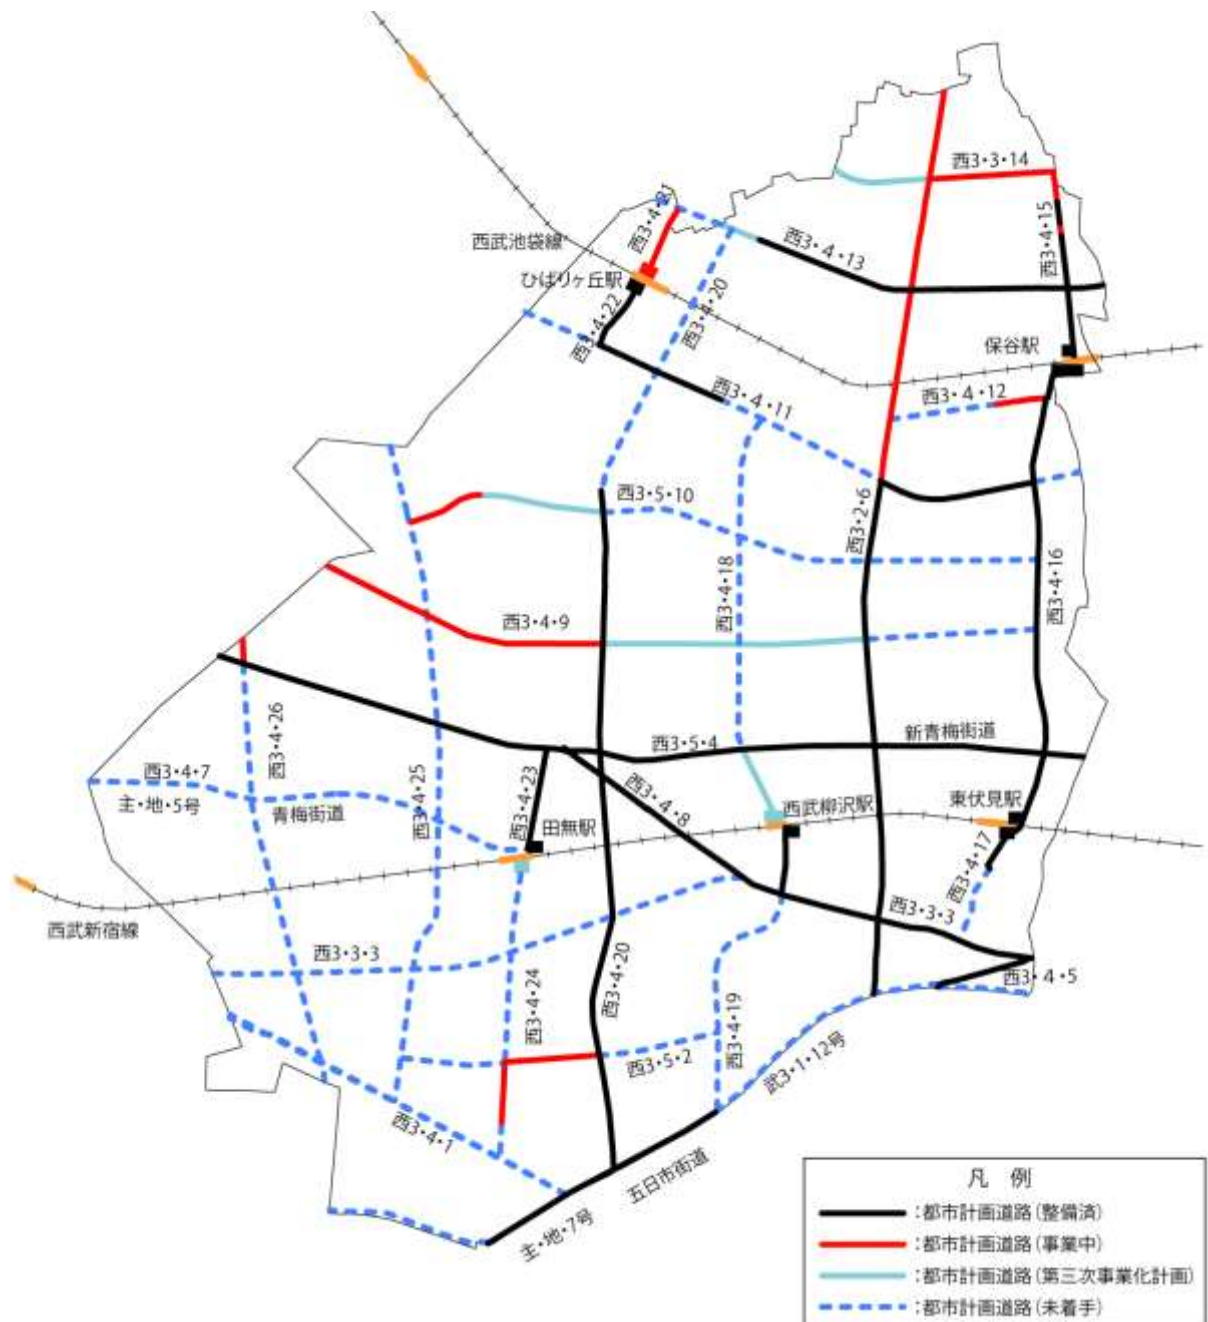 西3・3・14
西3・4・15
西3・4・21
西武池袋線
西3・4・13
ひばりヶ丘駅
西3・4・20
西3・4・22
保谷駅
西3・4・12
西3・4・11
西3・5・10
西3・2・6
西3・4・18
西3・4・16
西3・4・9
西3・4・26
新青梅街道
西3・5・4
西3・4・7
主・地・5号
青梅街道
西3・4・25
西3・4・23
田無駅
西3・4・8
西武柳沢駅
東伏見駅
西3・4・17
西武新宿線
西3・3・3
西3・3・3
西3・4・5
西3・4・24
西3・4・20
西3・4・19
西3・5・2
武3・1・12号
西3・4・1
五日市街道
主・地・7号
凡 例
:都市計画道路(整備済)
:都市計画道路(事業中)
:都市計画道路(第三次事業化計画)
:都市計画道路(未着手)